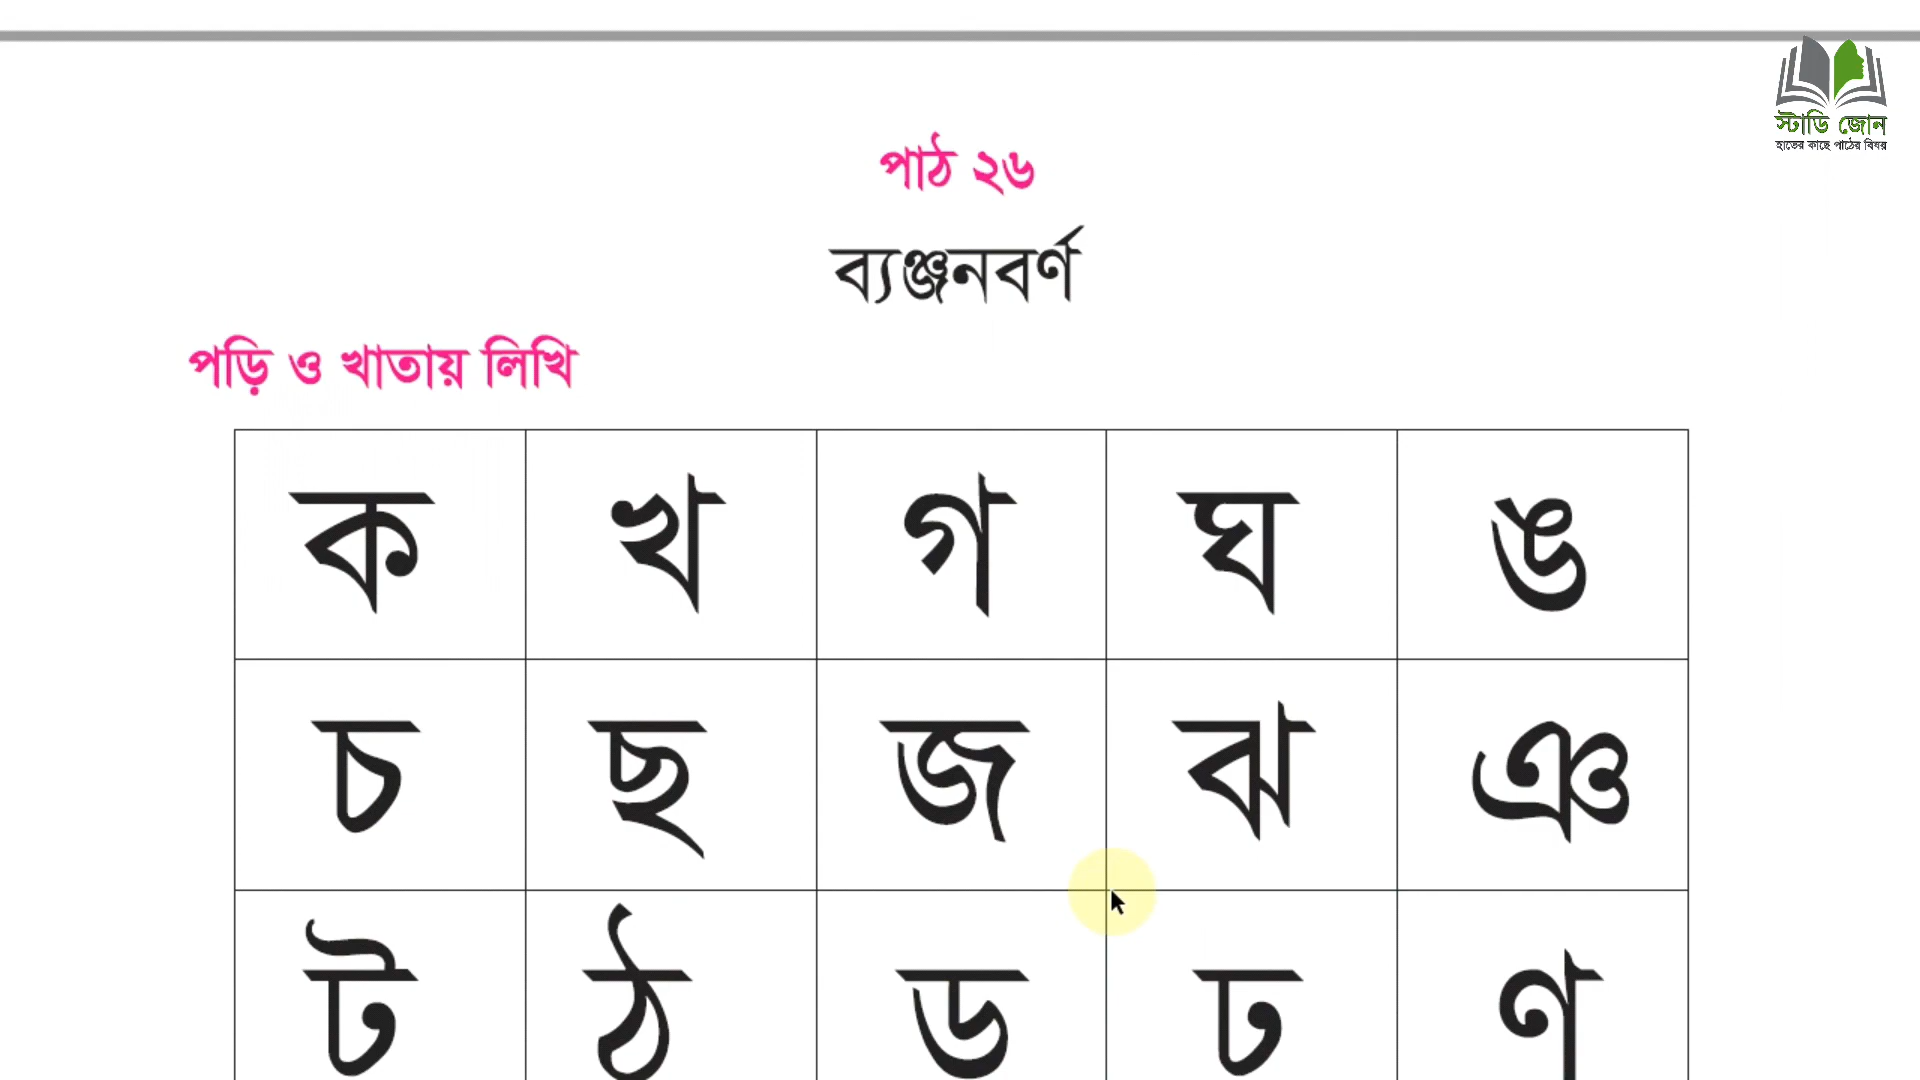 স্টাডি জোন
হাতের কাছে পাঠের বিষয়
পাঠ ২৬
ব্যঞ্জনবর্ণ
পড়ি ও খাতায় লিখি
ক খ গ ঘ ঙ
চ ছ জ ঝ ঞ
ট ঠ ড ঢ ণ